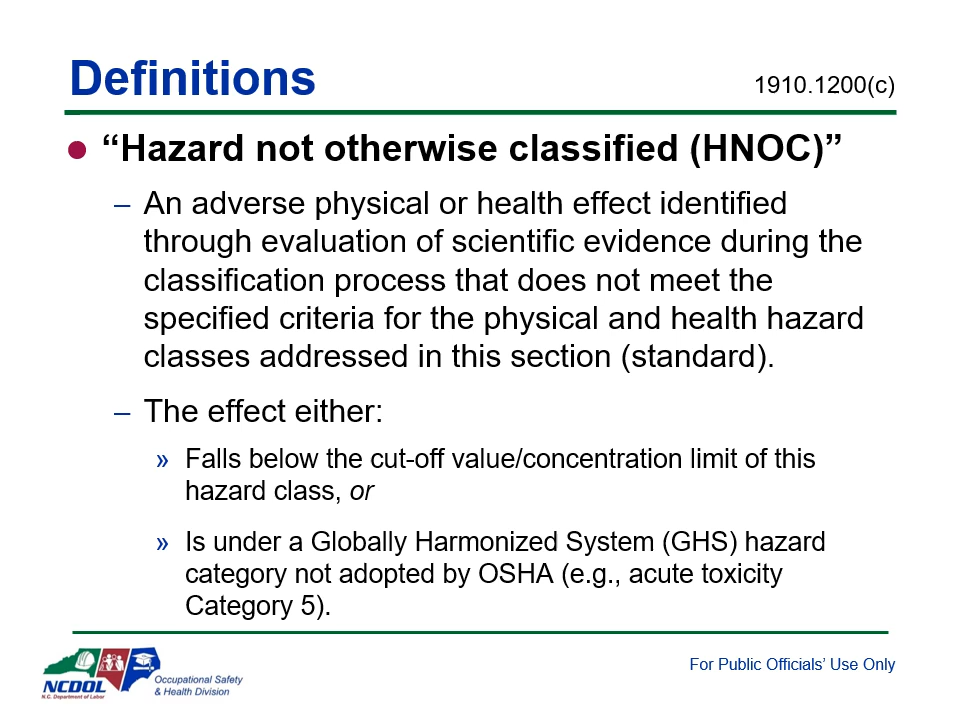 Definitions
1910.1200(c)
“Hazard not otherwise classified (HNOC)”
– An adverse physical or health effect identified
through evaluation of scientific evidence during the
classification process that does not meet the
specified criteria for the physical and health hazard
classes addressed in this section (standard).
– The effect either:
» Falls below the cut-off value/concentration limit of this
hazard class, or
» Is under a Globally Harmonized System (GHS) hazard
category not adopted by OSHA (e.g., acute toxicity
Category 5).
NCDOL
N.C. Department of Labor
Occupational Safety
& Health Division
For Public Officials’ Use Only